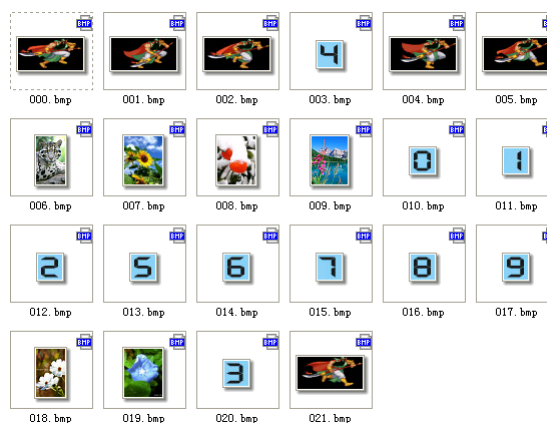 BMP BMP BMP BMP BMP BMP
4
000.bmp 001.bmp 002.bmp 003.bmp 004.bmp 005.bmp
BMP BMP BMP BMP BMP BMP
0 1
006.bmp 007.bmp 008.bmp 009.bmp 010.bmp 011.bmp
BMP BMP BMP BMP BMP BMP
2 5 6 7 8 9
012.bmp 013.bmp 014.bmp 015.bmp 016.bmp 017.bmp
BMP BMP BMP BMP
3
018.bmp 019.bmp 020.bmp 021.bmp